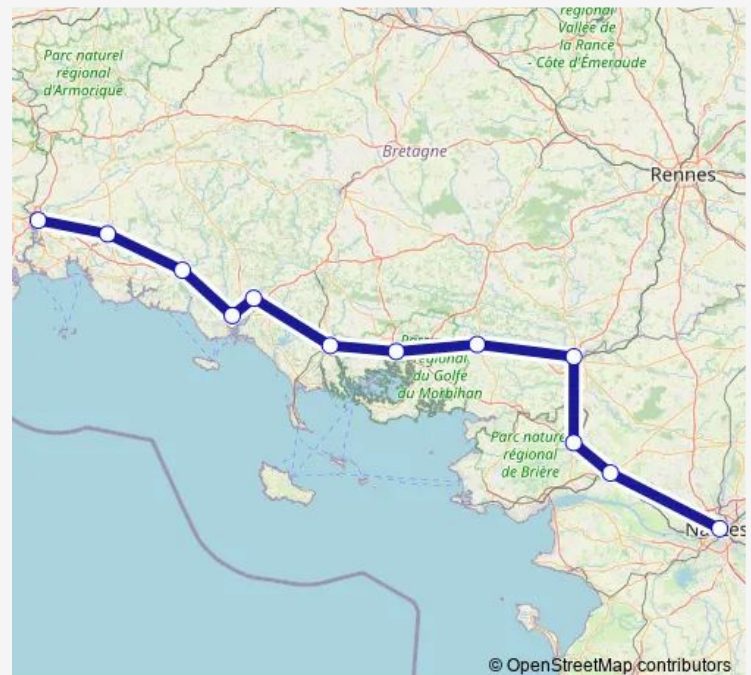 régional
Vallée de
la Rance
- Côte d'Émeraude
Parc naturel
régional
d'Armorique
Bretagne
Rennes
régional
du Golfe
du Morbihan
Parc nature
régional
de Brière
© OpenStreetMap contributors